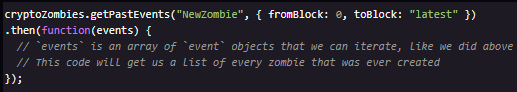 cryptoZombies.getPastEvents("NewZombie", { fromBlock: 0, toBlock: "latest" })
.then(function(events) {
  // `events` is an array of `event` objects that we can iterate, like we did above
  // This code will get us a list of every zombie that was ever created
});